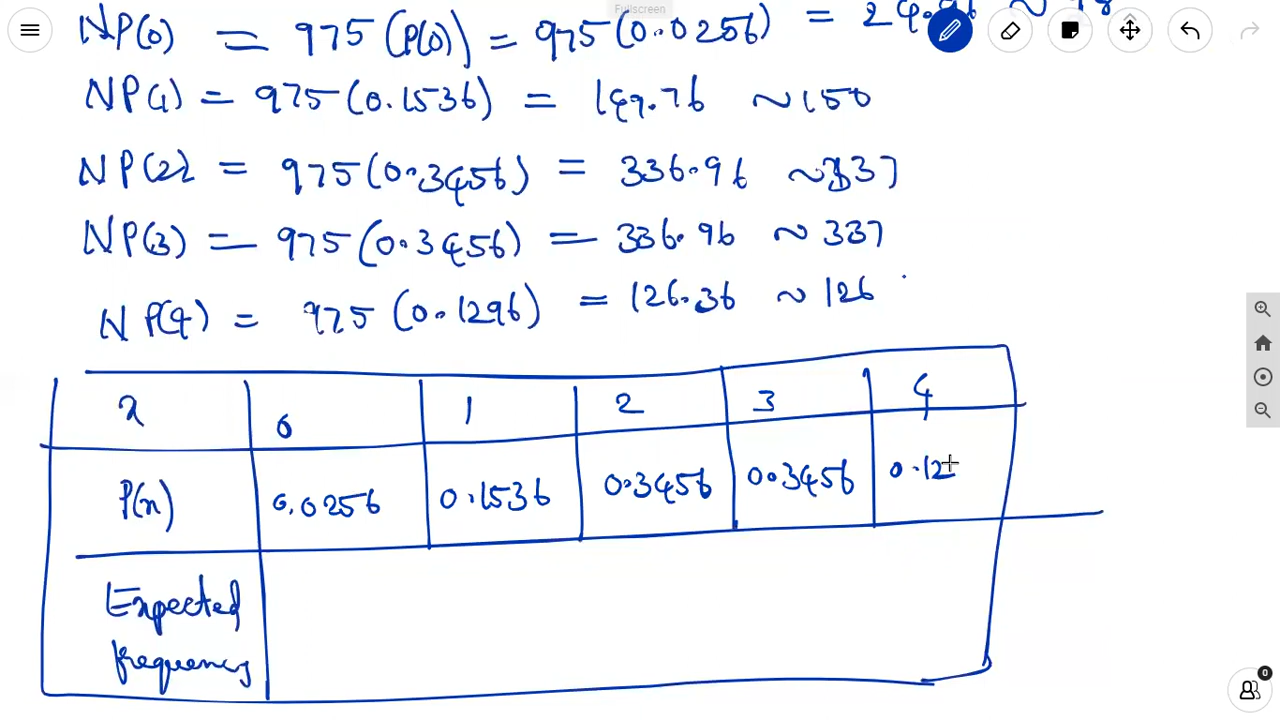 Fullscreen
NP(0) = 975 (P(0)) = 975 (0.0256) = 24.96 ~
NP(1) = 975 (0.1536) = 149.76 ~ 150
NP(2) = 975 (0.3456) = 336.96 ~ 337
NP(3) = 975 (0.3456) = 336.96 ~ 337
NP(4) = 975 (0.1296) = 126.36 ~ 126
x 0 1 2 3 4
P(x) 0.0256 0.1536 0.3456 0.3456 0.12
Expected
frequency
0